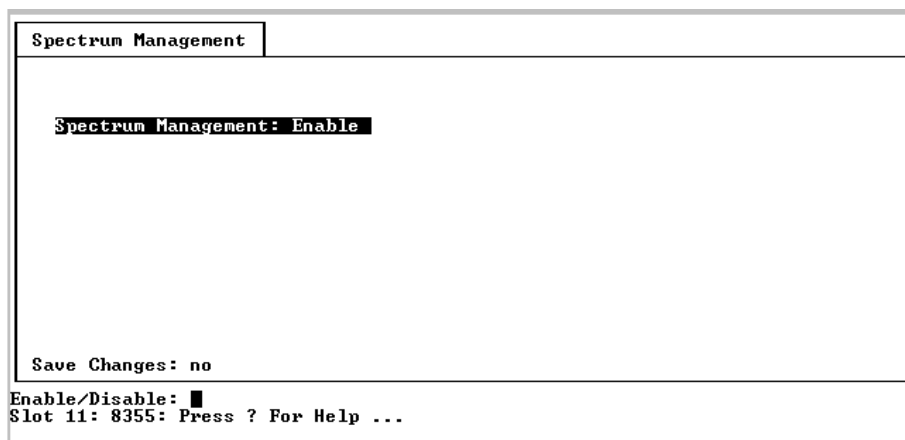 Spectrum Management
Spectrum Management: Enable
Save Changes: no
Enable/Disable:
Slot 11: 8355: Press ? For Help ...